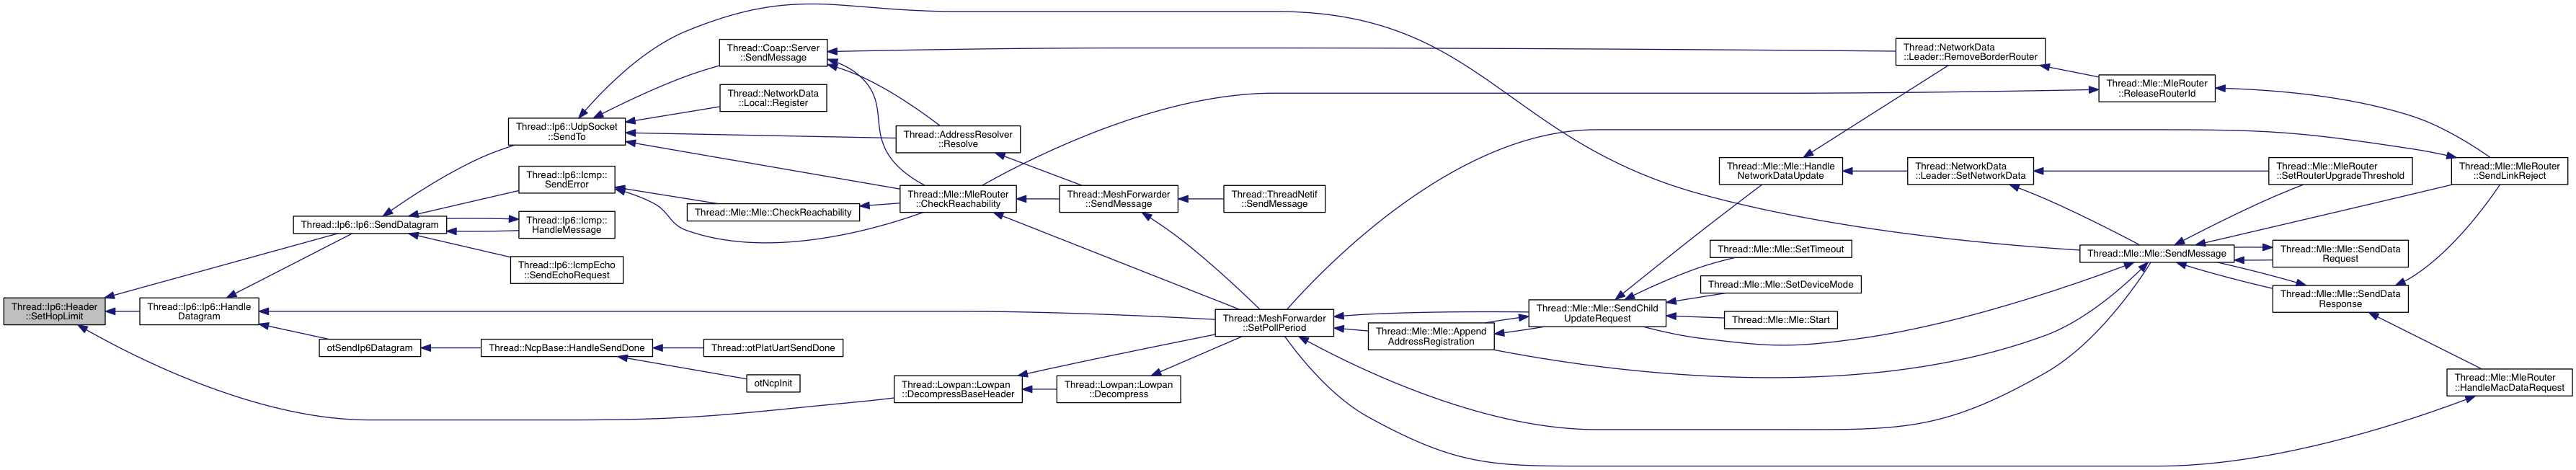 Thread::Ip6::Header
::SetHopLimit
Thread::Ip6::Ip6::SendDatagram
Thread::Ip6::Ip6::Handle
Datagram
otSendIp6Datagram
Thread::Ip6::UdpSocket
::SendTo
Thread::Ip6::Icmp::
SendError
Thread::Ip6::Icmp::
HandleMessage
Thread::Ip6::IcmpEcho
::SendEchoRequest
Thread::NcpBase::HandleSendDone
Thread::Coap::Server
::SendMessage
Thread::NetworkData
::Local::Register
Thread::Mle::Mle::CheckReachability
Thread::otPlatUartSendDone
otNcpInit
Thread::AddressResolver
::Resolve
Thread::Mle::MleRouter
::CheckReachability
Thread::Lowpan::Lowpan
::DecompressBaseHeader
Thread::MeshForwarder
::SendMessage
Thread::Lowpan::Lowpan
::Decompress
Thread::ThreadNetif
::SendMessage
Thread::MeshForwarder
::SetPollPeriod
Thread::Mle::Mle::Append
AddressRegistration
Thread::Mle::Mle::SendChild
UpdateRequest
Thread::Mle::Mle::Handle
NetworkDataUpdate
Thread::Mle::Mle::SetTimeout
Thread::Mle::Mle::SetDeviceMode
Thread::Mle::Mle::Start
Thread::NetworkData
::Leader::RemoveBorderRouter
Thread::NetworkData
::Leader::SetNetworkData
Thread::Mle::MleRouter
::ReleaseRouterId
Thread::Mle::Mle::SendMessage
Thread::Mle::MleRouter
::SetRouterUpgradeThreshold
Thread::Mle::Mle::SendData
Request
Thread::Mle::Mle::SendData
Response
Thread::Mle::MleRouter
::SendLinkReject
Thread::Mle::MleRouter
::HandleMacDataRequest